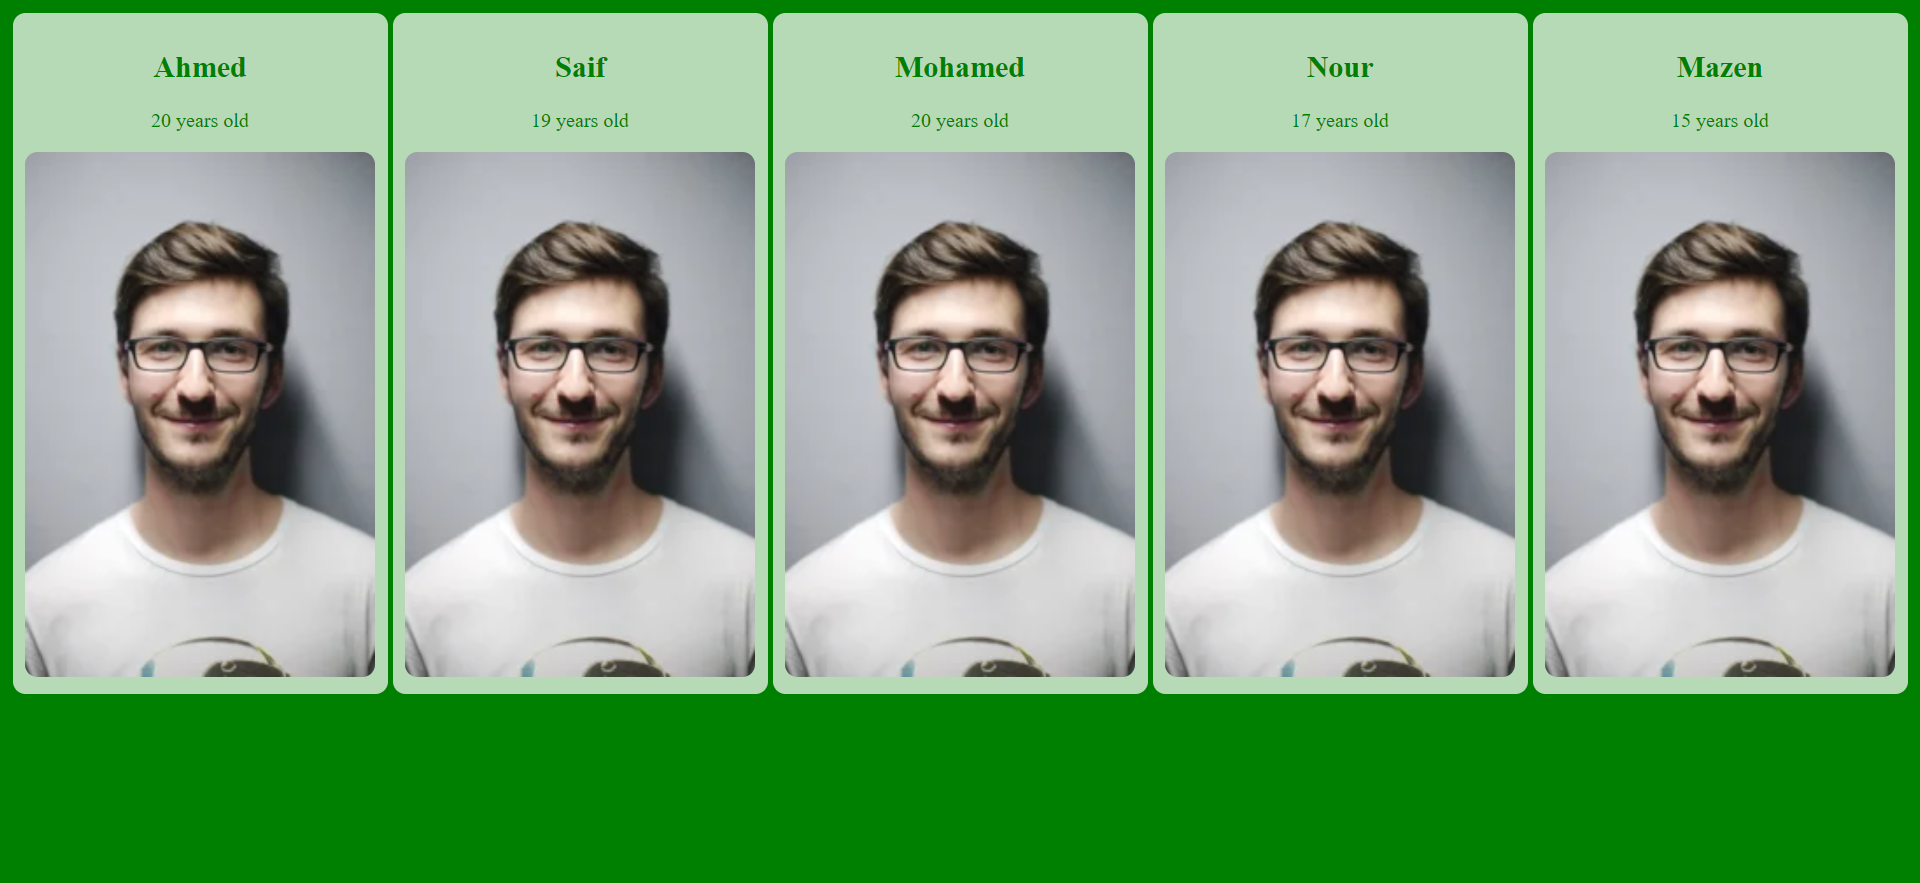 Ahmed
20 years old
Saif
19 years old
Mohamed
20 years old
Nour
17 years old
Mazen
15 years old